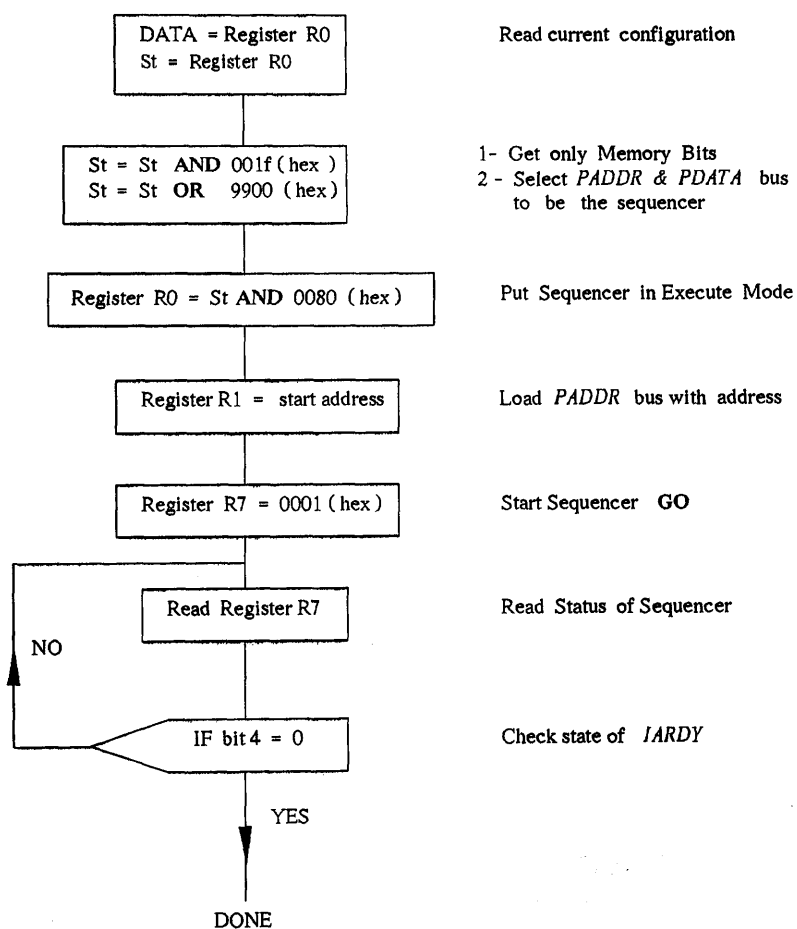 DATA = Register R0
St = Register R0
Read current configuration
St = St AND 001f (hex )
St = St OR 9900 (hex)
1- Get only Memory Bits
2 - Select PADDR & PDATA bus
to be the sequencer
Register R0 = St AND 0080 (hex)
Put Sequencer in Execute Mode
Register R1 = start address
Load PADDR bus with address
Register R7 = 0001 (hex)
Start Sequencer GO
Read Register R7
Read Status of Sequencer
NO
IF bit 4 = 0
Check state of IARDY
YES
DONE